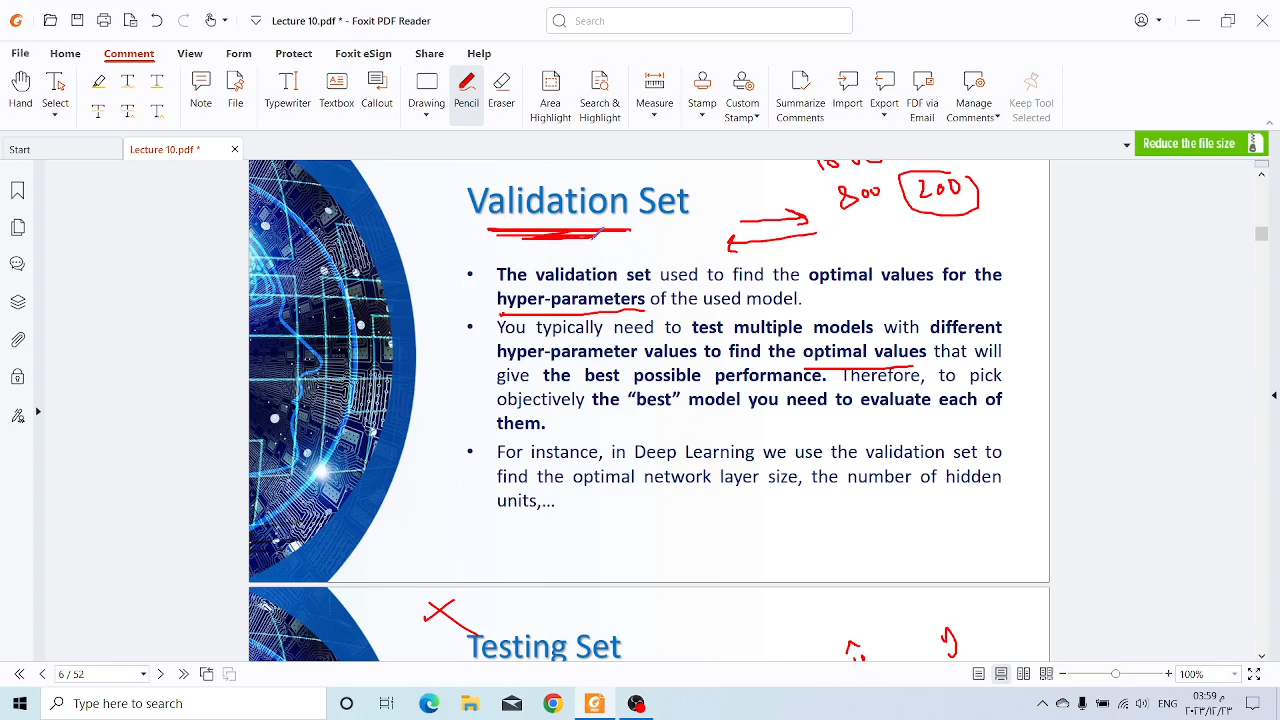 Lecture 10.pdf * - Foxit PDF Reader
Search
File Home Comment View Form Protect Foxit eSign Share Help
Hand Select Note File Typewriter Textbox Callout Drawing Pencil Eraser Area Highlight Search & Highlight Measure Stamp Custom Stamp Summarize Comments Import Export FDF via Email Manage Comments Keep Tool Selected
Start Lecture 10.pdf *
Reduce the file size
800 200
Validation Set
• The validation set used to find the optimal values for the
hyper-parameters of the used model.
• You typically need to test multiple models with different
hyper-parameter values to find the optimal values that will
give the best possible performance. Therefore, to pick
objectively the “best” model you need to evaluate each of
them.
• For instance, in Deep Learning we use the validation set to
find the optimal network layer size, the number of hidden
units,...
y
Testing Set
6 / 52
100%
Type here to search
ENG
03:59